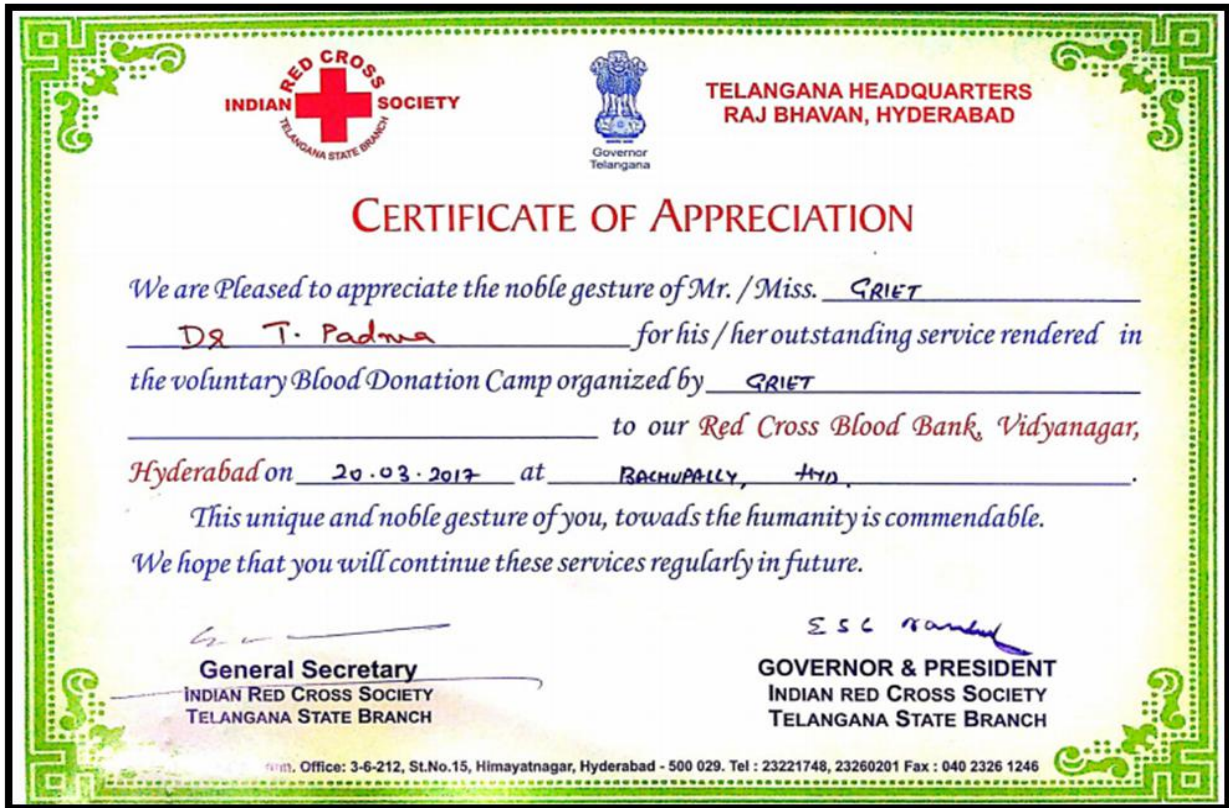 INDIAN RED CROSS SOCIETY
TELANGANA STATE BRANCH
Governor
Telangana
TELANGANA HEADQUARTERS
RAJ BHAVAN, HYDERABAD
CERTIFICATE OF APPRECIATION
We are Pleased to appreciate the noble gesture of Mr. / Miss. GRIET
Dr T. Padma for his / her outstanding service rendered in
the voluntary Blood Donation Camp organized by GRIET
to our Red Cross Blood Bank, Vidyanagar,
Hyderabad on 20.03.2017 at BACHUPALLY, HYD.
This unique and noble gesture of you, towads the humanity is commendable.
We hope that you will continue these services regularly in future.
General Secretary
INDIAN RED CROSS SOCIETY
TELANGANA STATE BRANCH
GOVERNOR & PRESIDENT
INDIAN RED CROSS SOCIETY
TELANGANA STATE BRANCH
Office: 3-6-212, St.No.15, Himayatnagar, Hyderabad - 500 029. Tel : 23221748, 23260201 Fax : 040 2326 1246